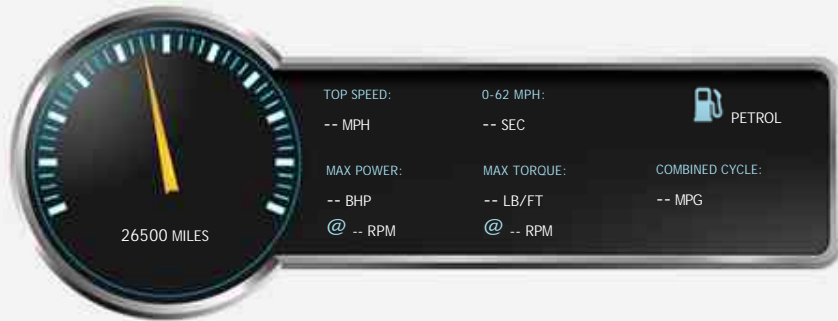 TOP SPEED:
-- MPH
0-62 MPH:
-- SEC
PETROL
MAX POWER:
-- BHP
@ -- RPM
MAX TORQUE:
-- LB/FT
@ -- RPM
COMBINED CYCLE:
-- MPG
26500 MILES